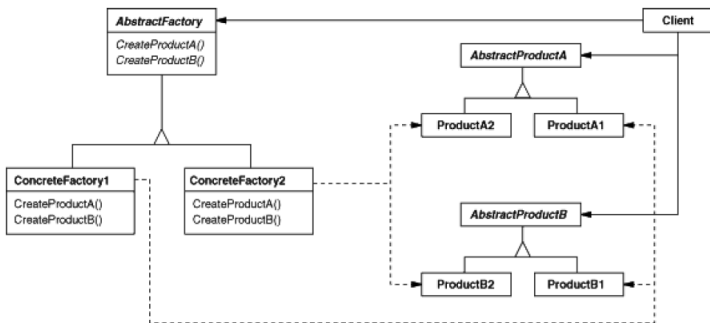 AbstractFactory
CreateProductA()
CreateProductB()
Client
AbstractProductA
ProductA2
ProductA1
ConcreteFactory1
CreateProductA()
CreateProductB()
ConcreteFactory2
CreateProductA()
CreateProductB()
AbstractProductB
ProductB2
ProductB1